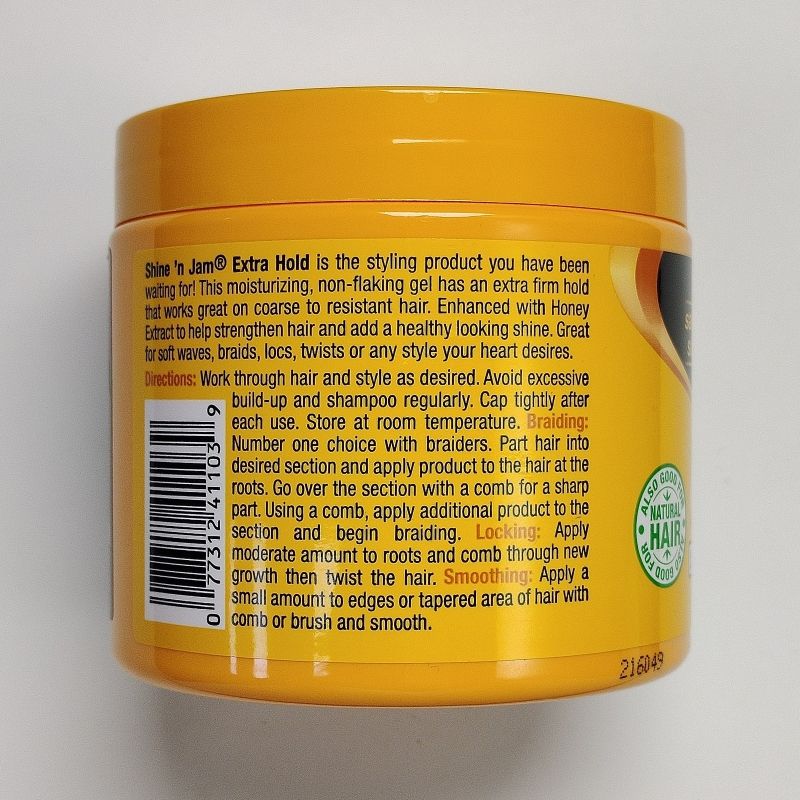 Shine 'n Jam® Extra Hold is the styling product you have been
waiting for! This moisturizing, non-flaking gel has an extra firm hold
that works great on coarse to resistant hair. Enhanced with Honey
Extract to help strengthen hair and add a healthy looking shine. Great
for soft waves, braids, locs, twists or any style your heart desires.
Directions: Work through hair and style as desired. Avoid excessive
build-up and shampoo regularly. Cap tightly after
each use. Store at room temperature. Braiding:
Number one choice with braiders. Part hair into
desired section and apply product to the hair at the
roots. Go over the section with a comb for a sharp
part. Using a comb, apply additional product to the
section and begin braiding. Locking: Apply
moderate amount to roots and comb through new
growth then twist the hair. Smoothing: Apply a
small amount to edges or tapered area of hair with
comb or brush and smooth.
0 77312 41103 9
ALSO GOOD FOR
NATURAL
HAIR
ALSO GOOD FOR
216049